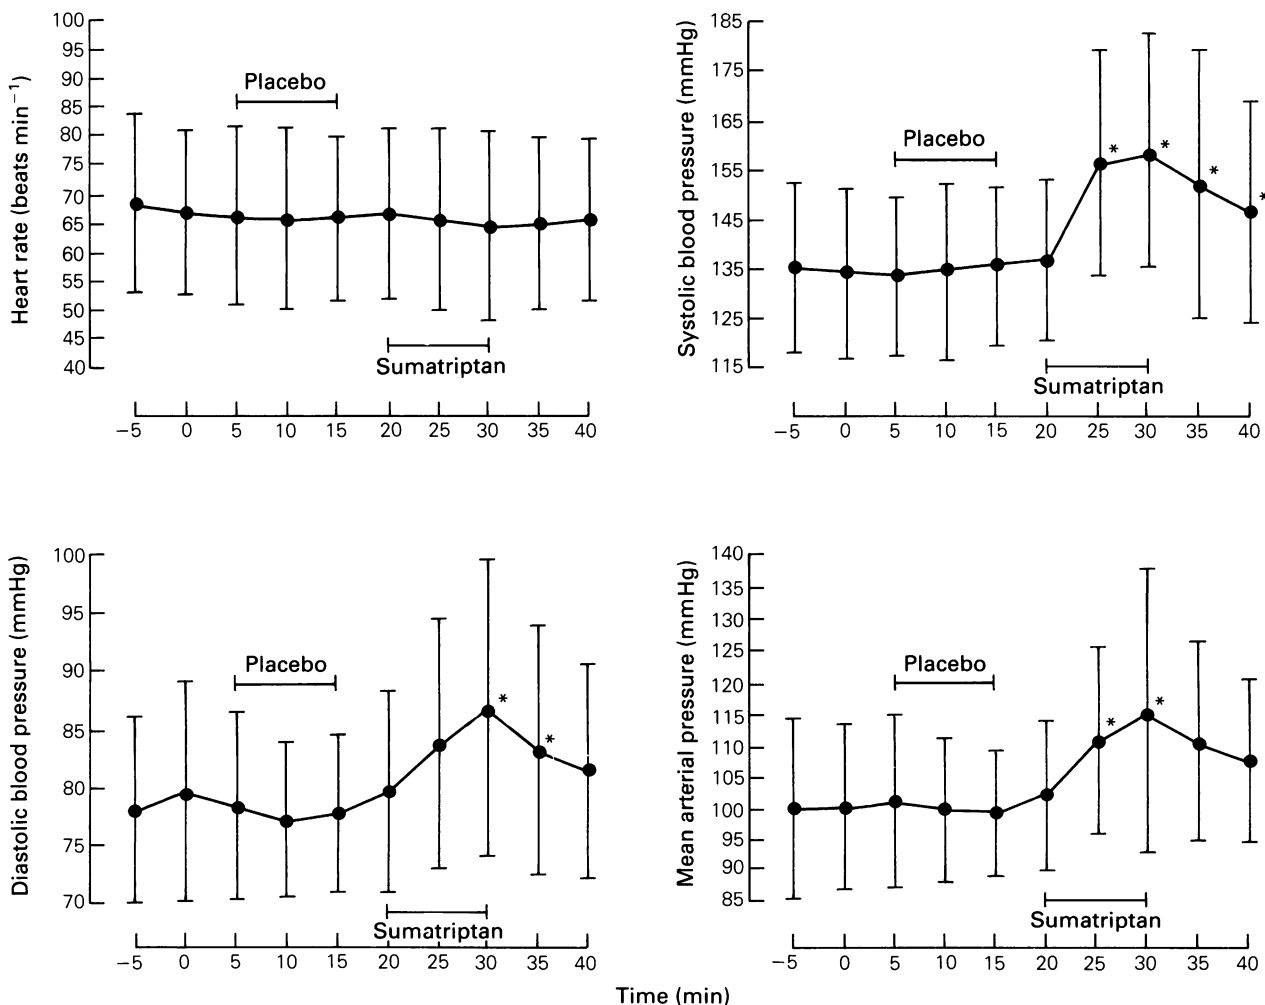 Heart rate (beats min⁻¹)
100
95
90
85
80
75
70
65
60
55
50
45
40
Placebo
Sumatriptan
−5 0 5 10 15 20 25 30 35 40
Systolic blood pressure (mmHg)
185
175
165
155
145
135
125
115
Placebo
* * * *
Sumatriptan
−5 0 5 10 15 20 25 30 35 40
Diastolic blood pressure (mmHg)
100
95
90
85
80
75
70
Placebo
* *
Sumatriptan
−5 0 5 10 15 20 25 30 35 40
Mean arterial pressure (mmHg)
140
135
130
125
120
115
110
105
100
95
90
85
Placebo
* *
Sumatriptan
−5 0 5 10 15 20 25 30 35 40
Time (min)